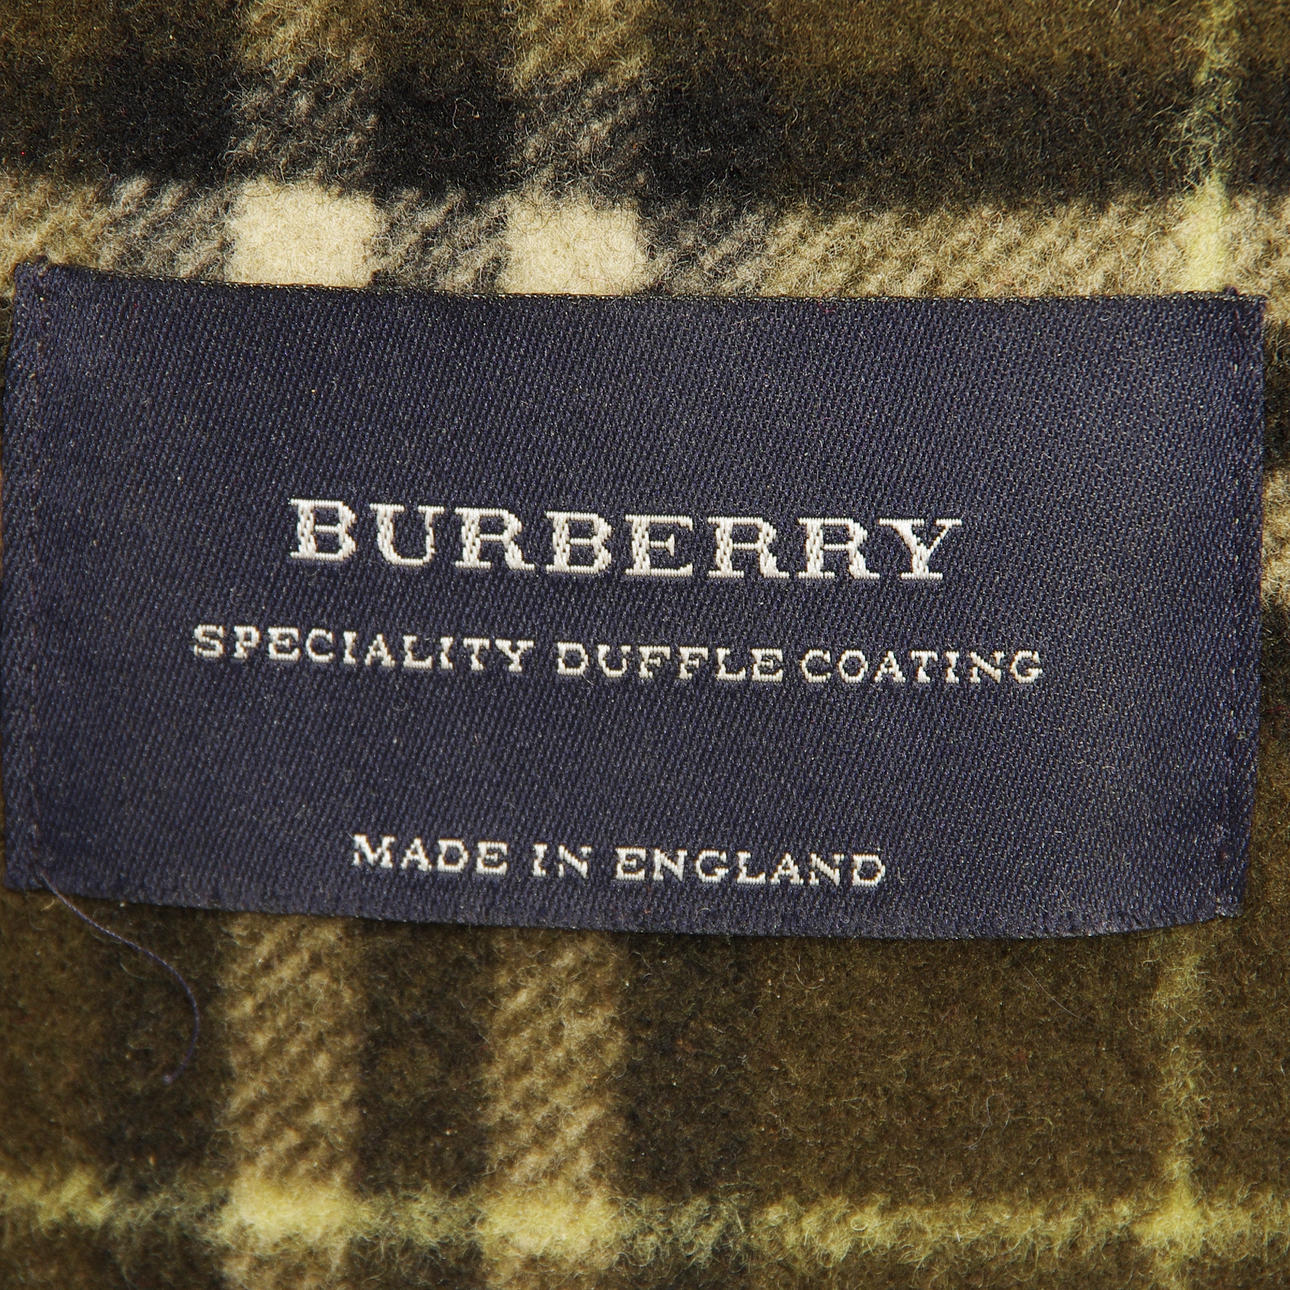 BURBERRY
SPECIALITY DUFFLE COATING
MADE IN ENGLAND